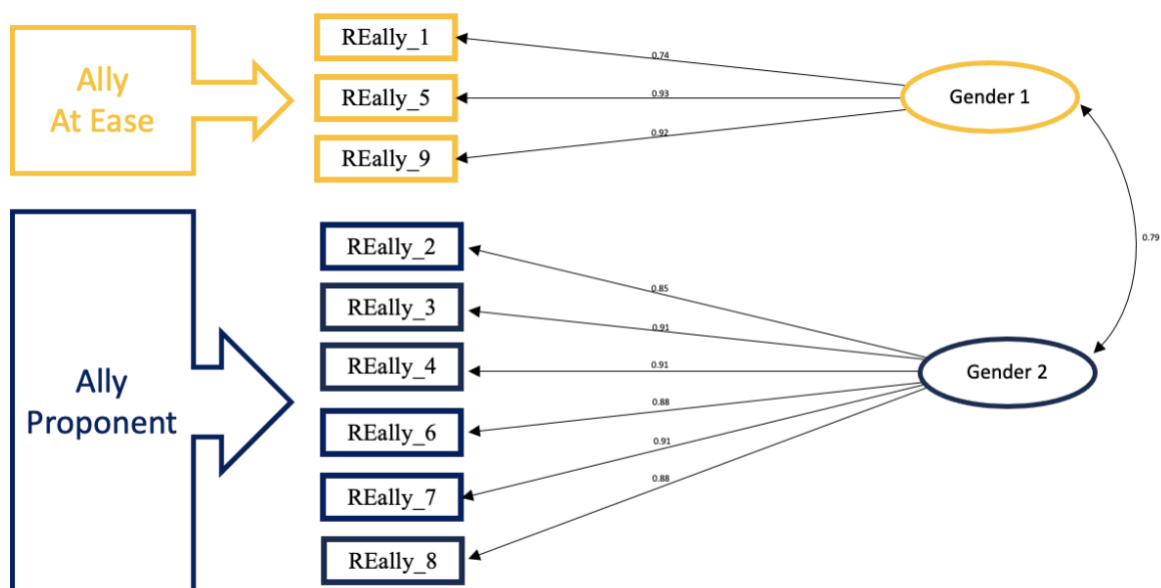 Ally
At Ease
REally_1
REally_5
REally_9
0.74
0.93
0.92
Gender 1
0.79
Ally
Proponent
REally_2
REally_3
REally_4
REally_6
REally_7
REally_8
0.85
0.91
0.91
0.88
0.91
0.88
Gender 2